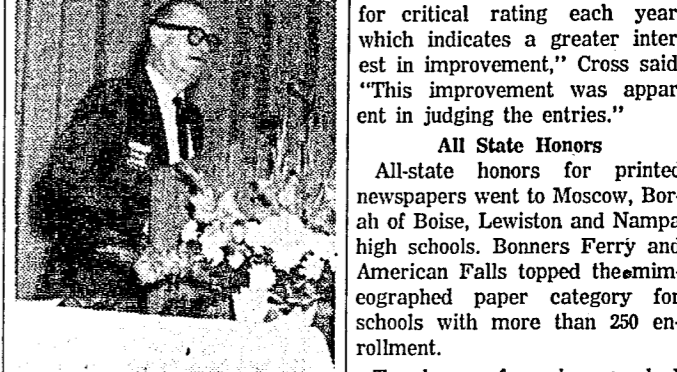 for critical rating each year
which indicates a greater inter
est in improvement," Cross said
"This improvement was appar
ent in judging the entries."
All State Honors
All-state honors for printed
newspapers went to Moscow, Bor-
ah of Boise, Lewiston and Nampa
high schools. Bonners Ferry and
American Falls topped the mim-
eographed paper category for
schools with more than 250 en-
rollment.